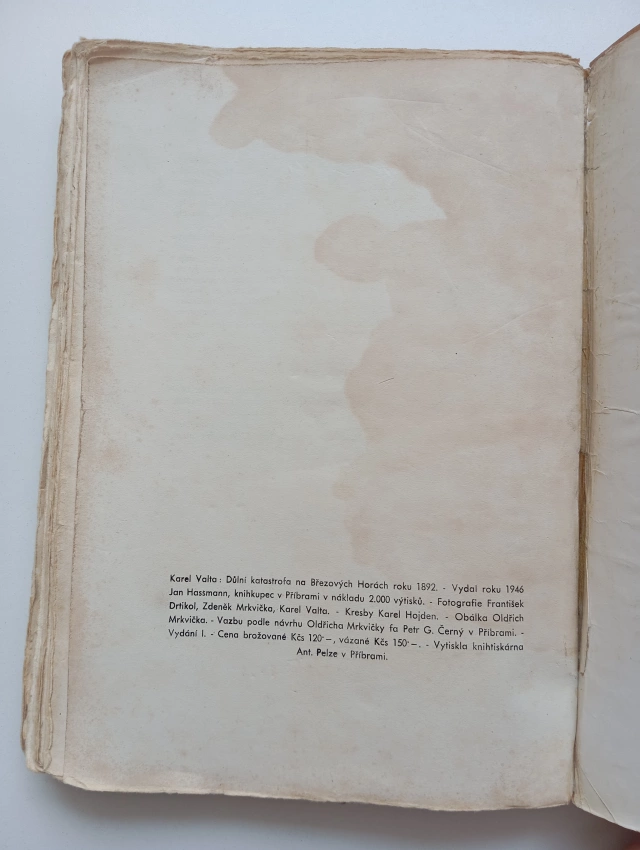 Karel Valta: Důlní katastrofa na Březových Horách roku 1892. - Vydal roku 1946
Jan Hassmann, knihkupec v Příbrami v nákladu 2.000 výtisků. - Fotografie František
Drtikol, Zdeněk Mrkvička, Karel Valta. - Kresby Karel Hojden. - Obálka Oldřich
Mrkvička. - Vazbu podle návrhu Oldřicha Mrkvičky fa Petr G. Černý v Příbrami. -
Vydání I. - Cena brožované Kčs 120·—, vázané Kčs 150·—. - Vytiskla knihtiskárna
Ant. Pelze v Příbrami.